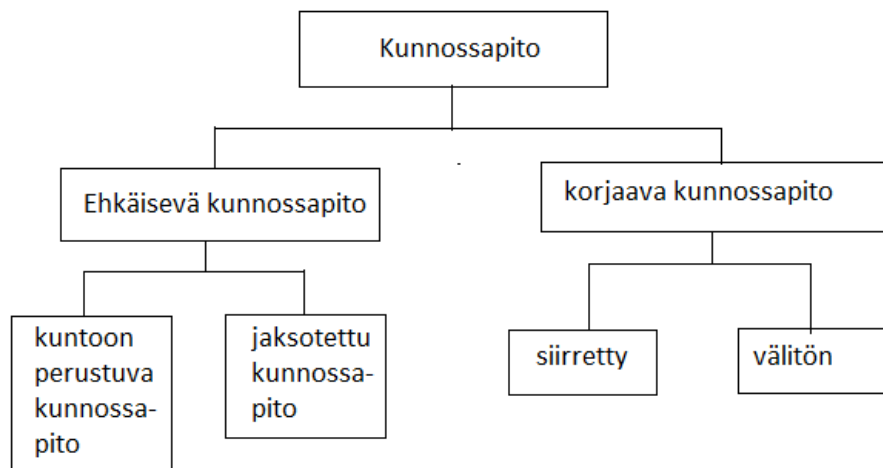 Kunnossapito
Ehkäisevä kunnossapito
korjaava kunnossapito
kuntoon
perustuva
kunnossa-
pito
jaksotettu
kunnossa-
pito
siirretty
välitön